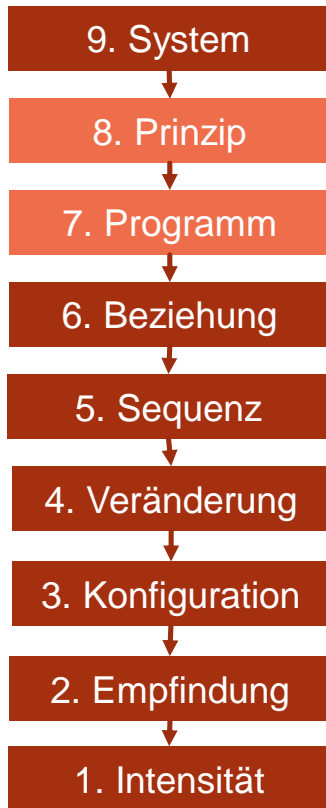 9. System
8. Prinzip
7. Programm
6. Beziehung
5. Sequenz
4. Veränderung
3. Konfiguration
2. Empfindung
1. Intensität